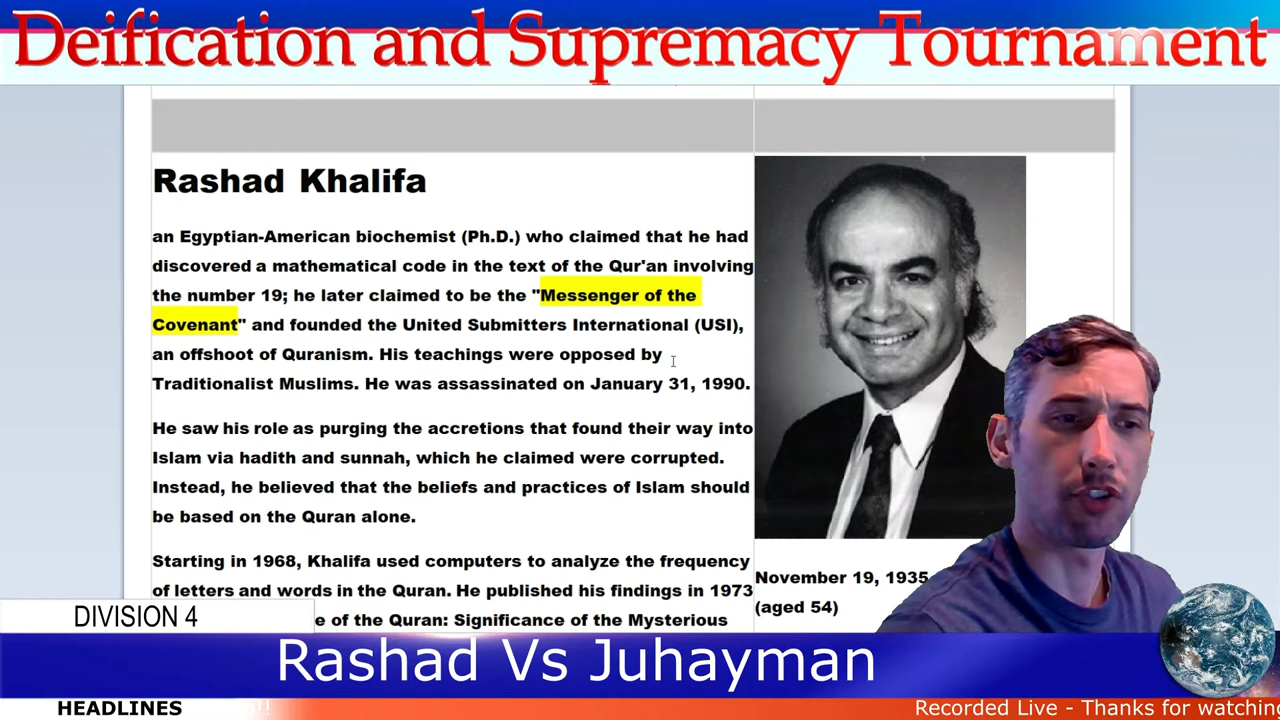 Deification and Supremacy Tournament
Rashad Khalifa
an Egyptian-American biochemist (Ph.D.) who claimed that he had
discovered a mathematical code in the text of the Qur'an involving
the number 19; he later claimed to be the "Messenger of the
Covenant" and founded the United Submitters International (USI),
an offshoot of Quranism. His teachings were opposed by
Traditionalist Muslims. He was assassinated on January 31, 1990.
He saw his role as purging the accretions that found their way into
Islam via hadith and sunnah, which he claimed were corrupted.
Instead, he believed that the beliefs and practices of Islam should
be based on the Quran alone.
Starting in 1968, Khalifa used computers to analyze the frequency
of letters and words in the Quran. He published his findings in 1973
of the Quran: Significance of the Mysterious
November 19, 1935
(aged 54)
DIVISION 4
Rashad Vs Juhayman
HEADLINES
!!
Recorded Live - Thanks for watching